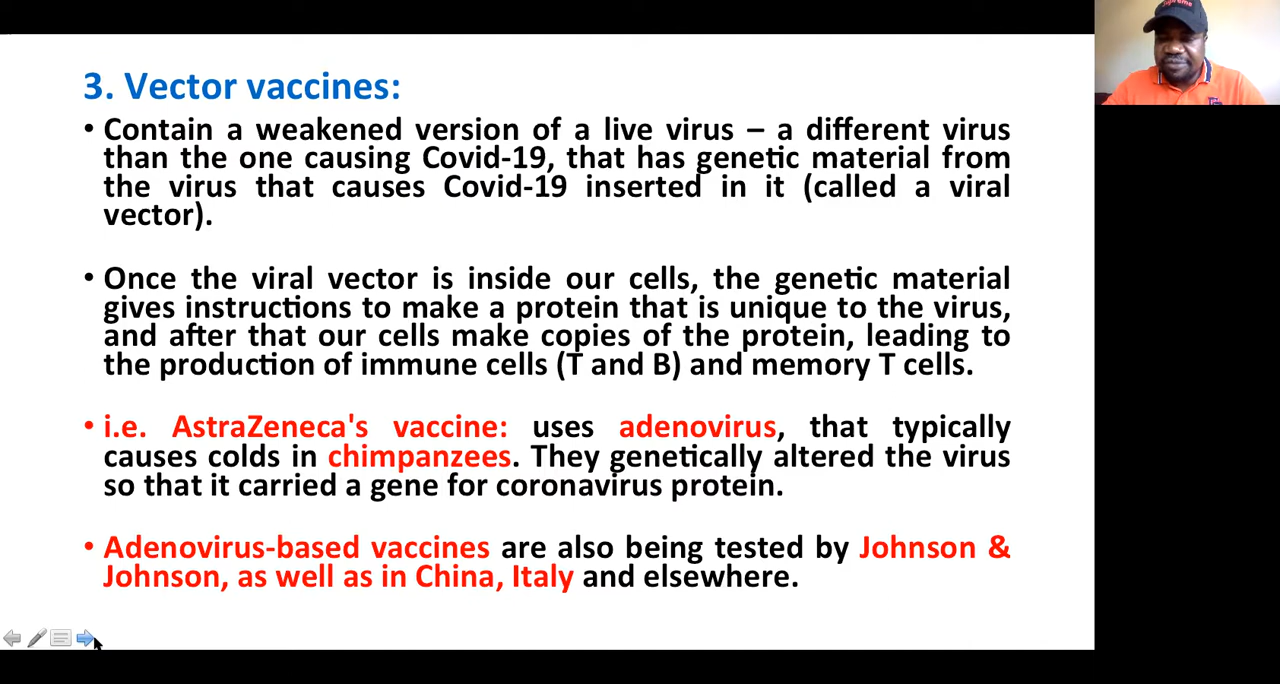 3. Vector vaccines:
• Contain a weakened version of a live virus – a different virus
than the one causing Covid-19, that has genetic material from
the virus that causes Covid-19 inserted in it (called a viral
vector).
• Once the viral vector is inside our cells, the genetic material
gives instructions to make a protein that is unique to the virus,
and after that our cells make copies of the protein, leading to
the production of immune cells (T and B) and memory T cells.
• i.e. AstraZeneca's vaccine: uses adenovirus, that typically
causes colds in chimpanzees. They genetically altered the virus
so that it carried a gene for coronavirus protein.
• Adenovirus-based vaccines are also being tested by Johnson &
Johnson, as well as in China, Italy and elsewhere.